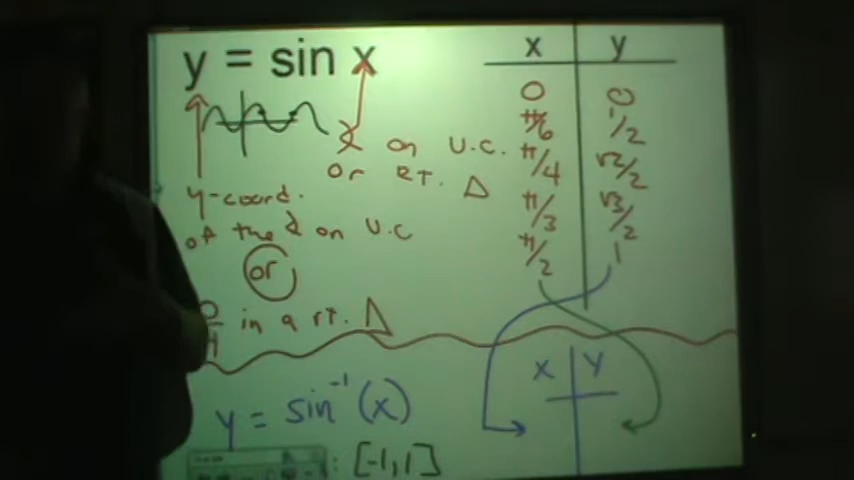 y = sin x
x y
0 0
π/6 1/2
π/4 √2/2
π/3 √3/2
π/2 1
∡ on U.C.
or RT. Δ
y-coord.
of the ∡ on U.C
or
O/H in a rt. Δ
y = sin⁻¹(x)
x y
: [-1,1]